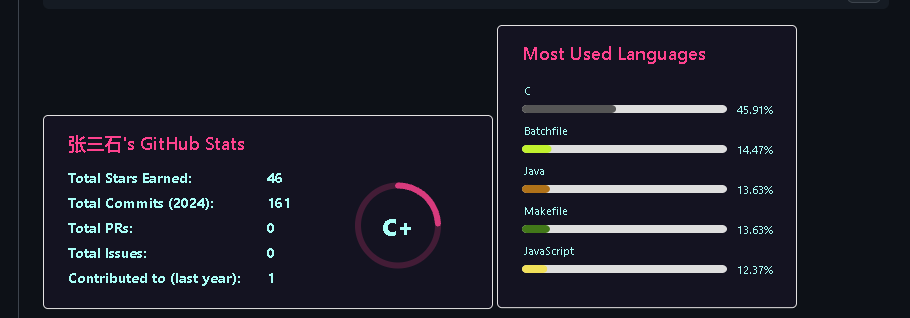 张三石's GitHub Stats
Total Stars Earned: 46
Total Commits (2024): 161
Total PRs: 0
Total Issues: 0
Contributed to (last year): 1
C+
Most Used Languages
C
45.91%
Batchfile
14.47%
Java
13.63%
Makefile
13.63%
JavaScript
12.37%